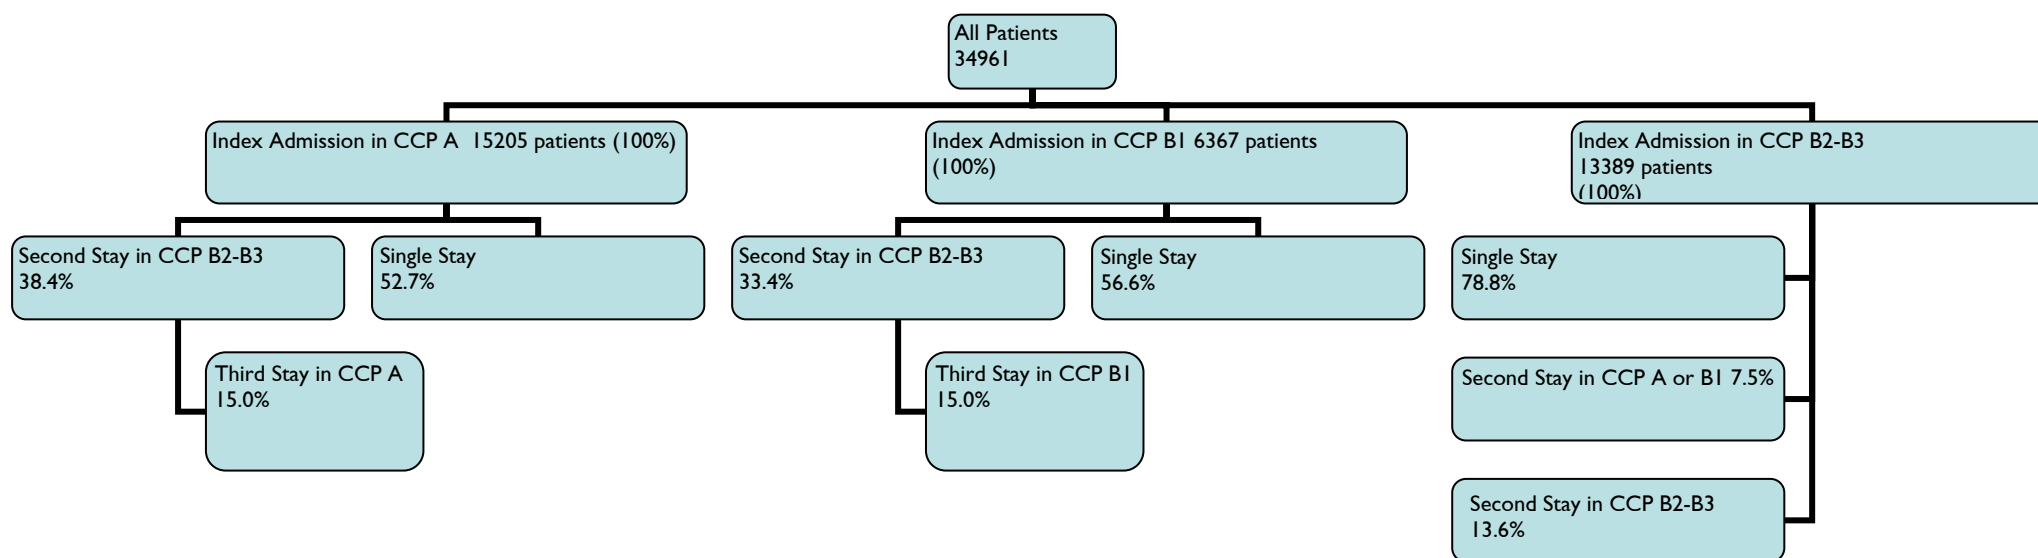 All Patients
34961
Index Admission in CCP A  15205 patients (100%)
Index Admission in CCP B1 6367 patients
(100%)
Index Admission in CCP B2-B3
13389 patients
(100%)
Second Stay in CCP B2-B3
38.4%
Single Stay
52.7%
Second Stay in CCP B2-B3
33.4%
Single Stay
56.6%
Single Stay
78.8%
Third Stay in CCP A
15.0%
Third Stay in CCP B1
15.0%
Second Stay in CCP A or B1 7.5%
Second Stay in CCP B2-B3
13.6%